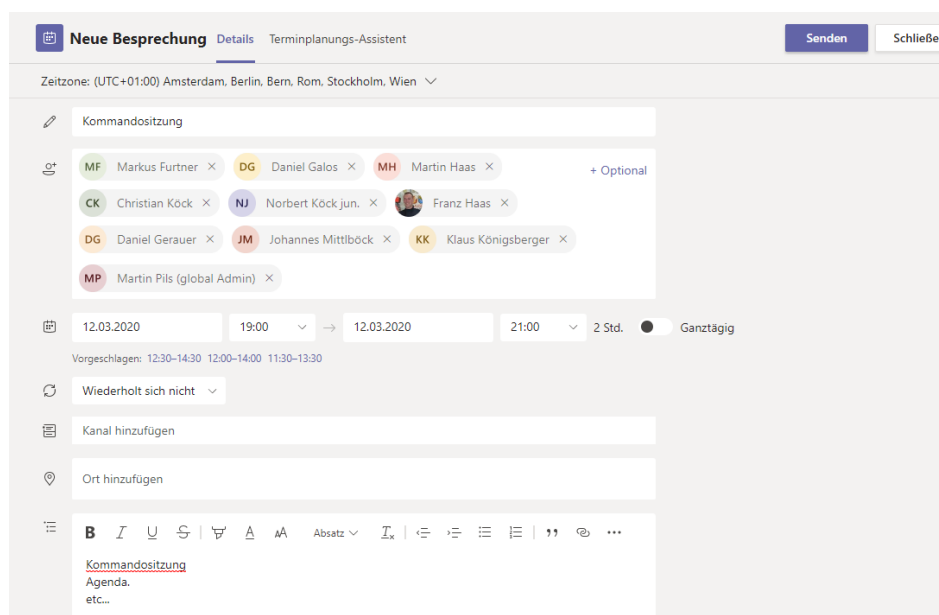 Neue Besprechung Details Terminplanungs-Assistent Senden Schließe
Zeitzone: (UTC+01:00) Amsterdam, Berlin, Bern, Rom, Stockholm, Wien
Kommandositzung
MF Markus Furtner × DG Daniel Galos × MH Martin Haas × + Optional
CK Christian Köck × NJ Norbert Köck jun. × Franz Haas ×
DG Daniel Gerauer × JM Johannes Mittlböck × KK Klaus Königsberger ×
MP Martin Pils (global Admin) ×
12.03.2020 19:00 → 12.03.2020 21:00 2 Std. Ganztägig
Vorgeschlagen: 12:30–14:30 12:00–14:00 11:30–13:30
Wiederholt sich nicht
Kanal hinzufügen
Ort hinzufügen
B I U S A AA Absatz Tx
Kommandositzung
Agenda.
etc...